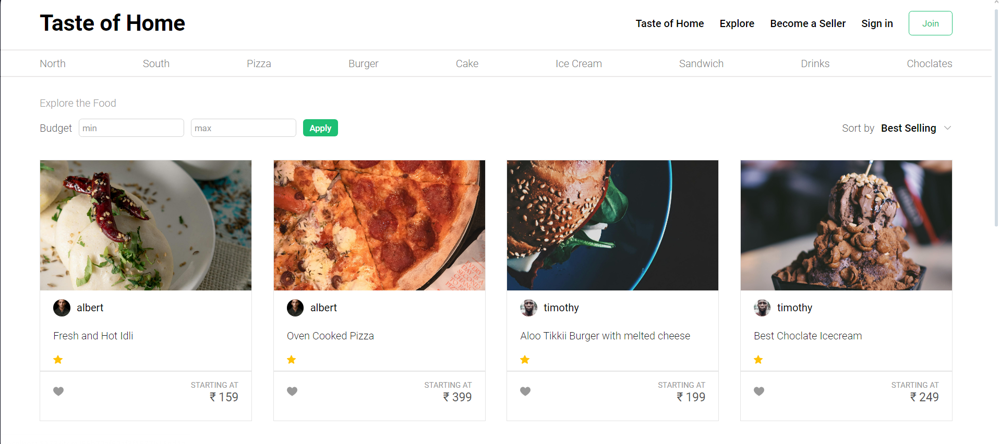 Taste of Home
Taste of Home Explore Become a Seller Sign in Join
North South Pizza Burger Cake Ice Cream Sandwich Drinks Choclates
Explore the Food
Budget min max Apply Sort by Best Selling
albert albert timothy timothy
Fresh and Hot Idli Oven Cooked Pizza Aloo Tikkii Burger with melted cheese Best Choclate Icecream
STARTING AT STARTING AT STARTING AT STARTING AT
₹ 159 ₹ 399 ₹ 199 ₹ 249